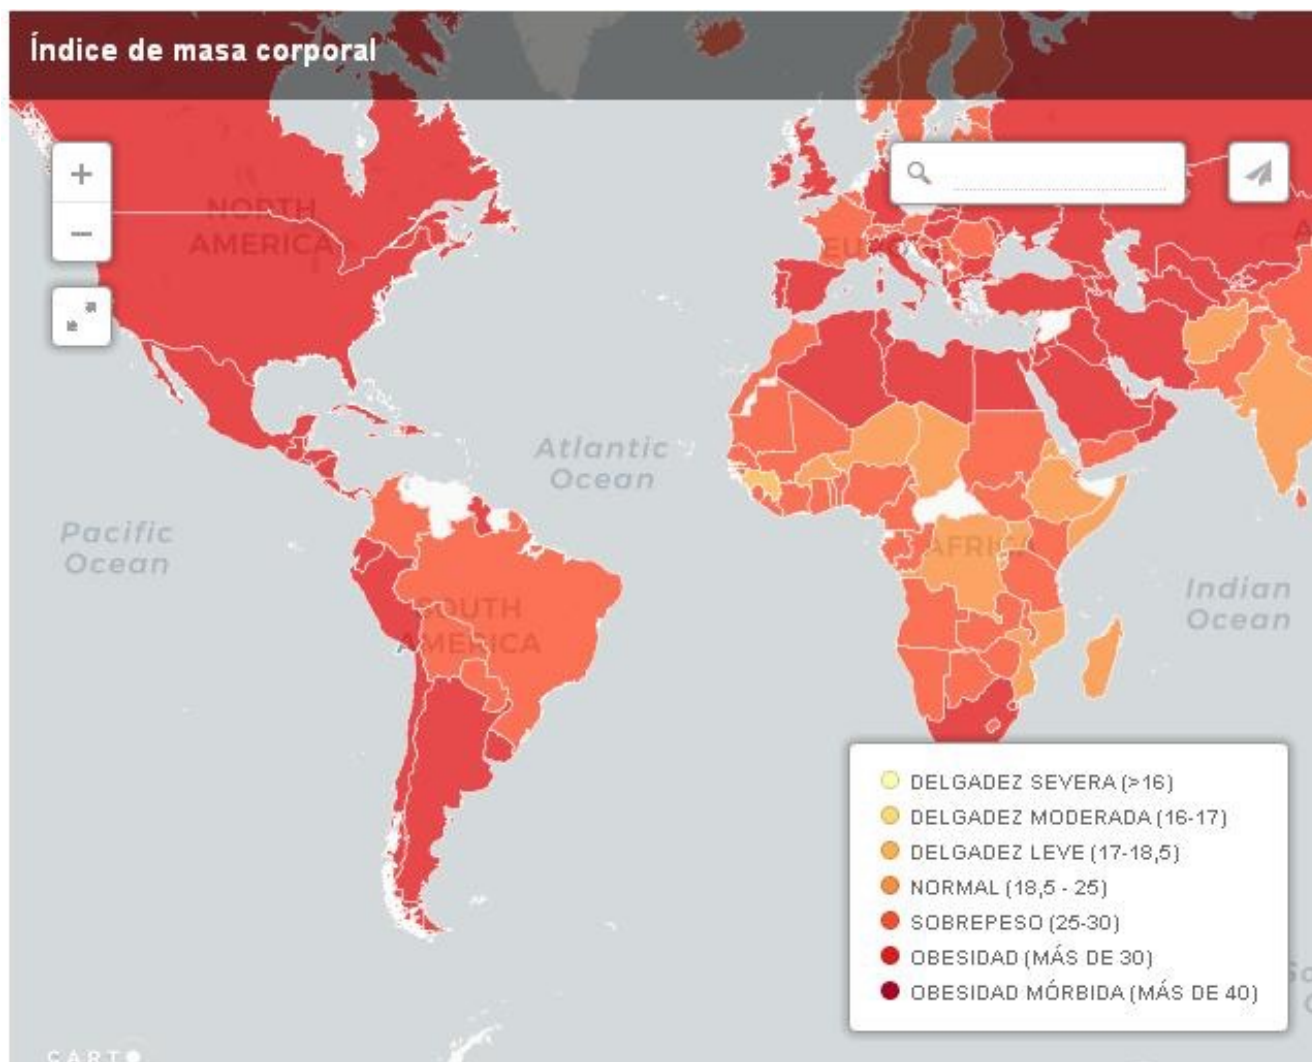 Índice de masa corporal
+
NORTH
AMERICA
−
EUROPE
Atlantic
Ocean
Pacific
Ocean
AFRICA
Indian
Ocean
SOUTH
AMERICA
DELGADEZ SEVERA (>16)
DELGADEZ MODERADA (16-17)
DELGADEZ LEVE (17-18,5)
NORMAL (18,5 - 25)
SOBREPESO (25-30)
OBESIDAD (MÁS DE 30)
OBESIDAD MÓRBIDA (MÁS DE 40)
CARTO